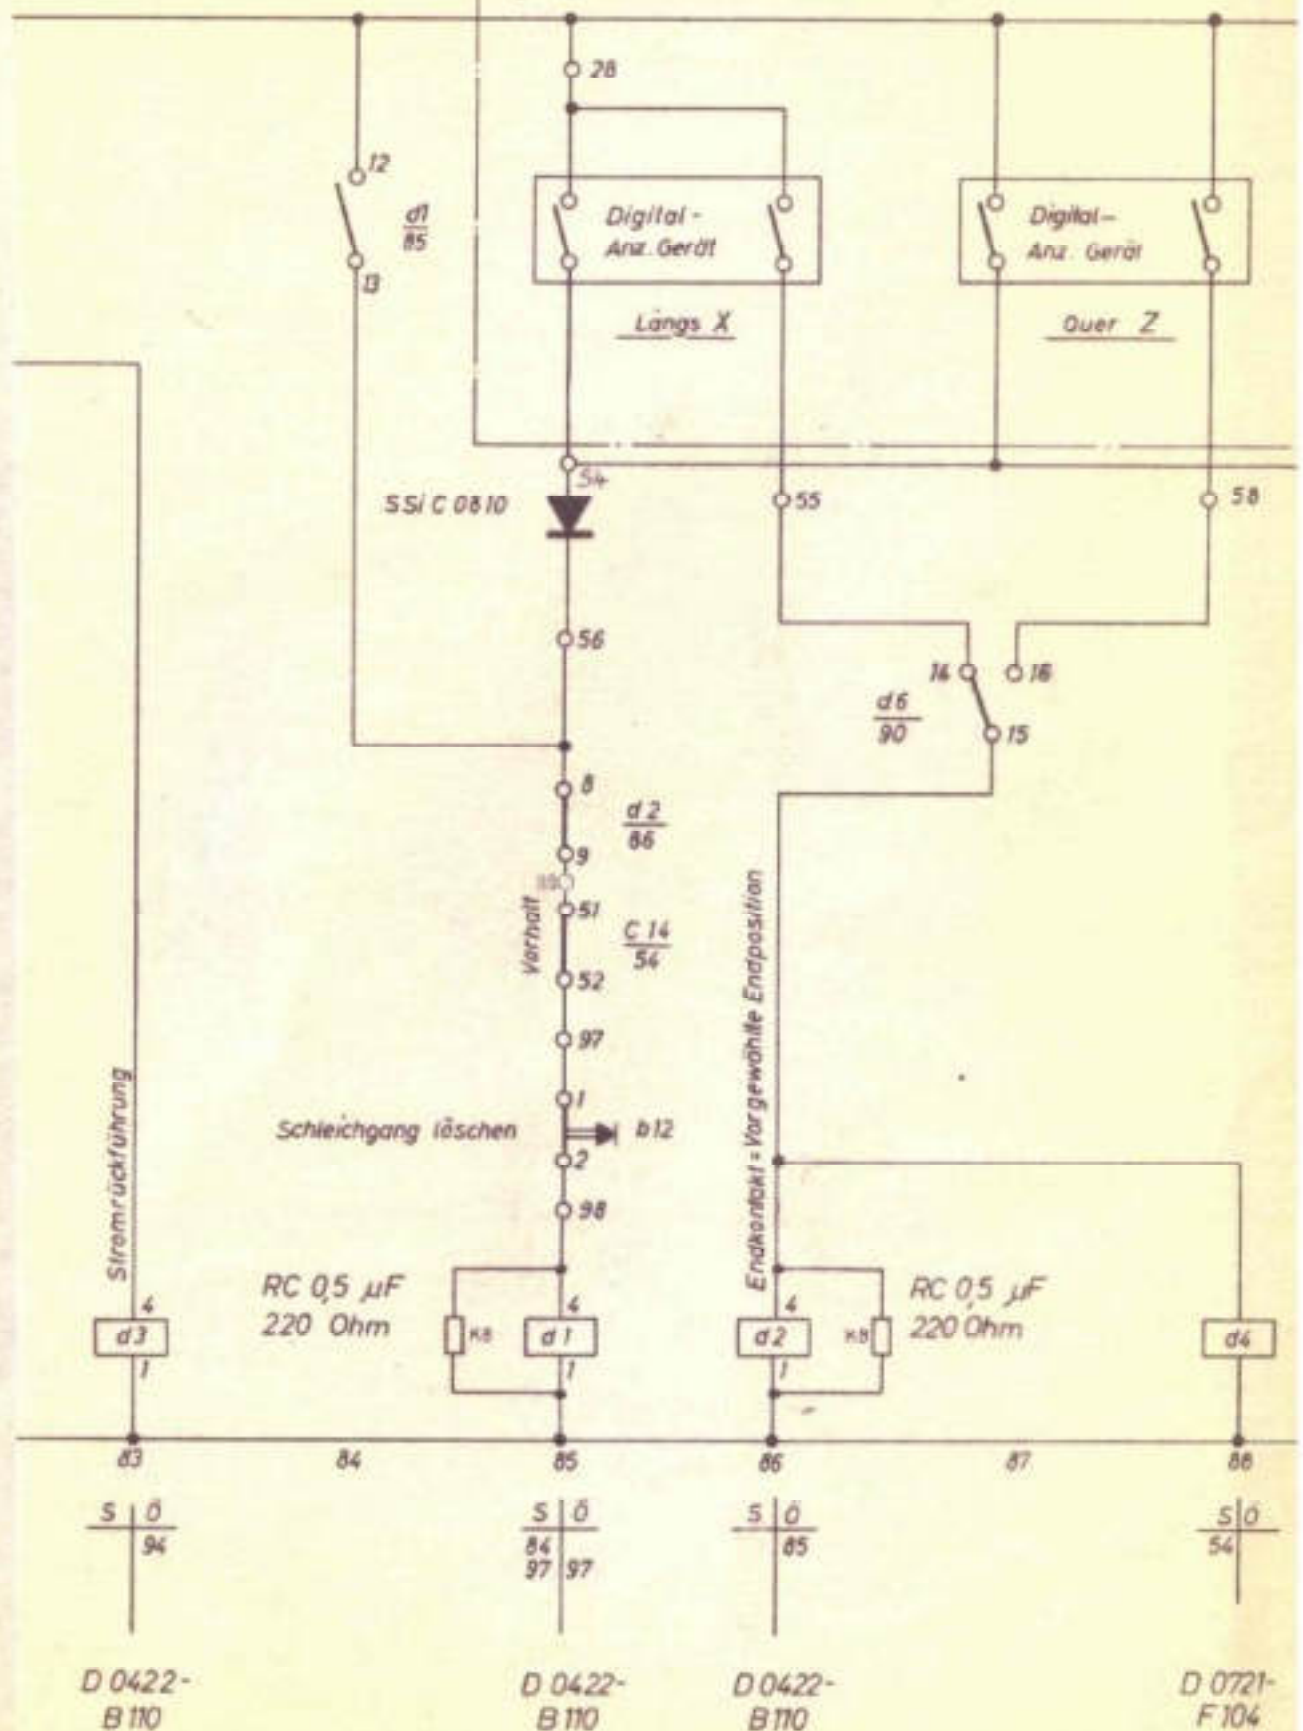 28
12
d1
85
13
Digital -
Anz. Gerät
Digital -
Anz. Gerät
Längs X
Quer Z
54
SSi C 0810
55
58
56
14
16
d6
90
15
8
d2
86
9
51
Vorhalt
C 14
54
52
97
1
Schleichgang löschen
b12
2
98
Stromrückführung
Endkontakt = Vorgewählte Endposition
RC 0,5 µF
220 Ohm
RC 0,5 µF
220 Ohm
4
d3
1
K8
4
d1
1
4
d2
1
K8
d4
83
84
85
86
87
88
S Ö
94
S Ö
84
97 97
S Ö
85
S Ö
54
D 0422-
B 110
D 0422-
B 110
D 0422-
B 110
D 0721-
F 104